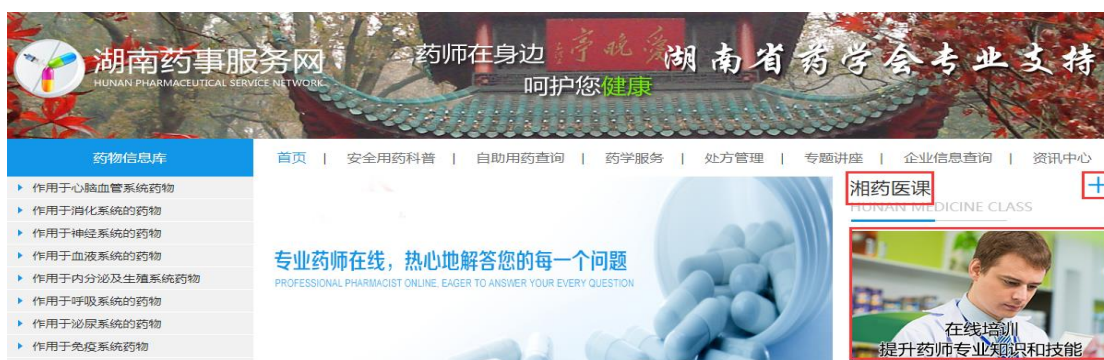 湖南药事服务网
HUNAN PHARMACEUTICAL SERVICE NETWORK
药师在身边
呵护您健康
爱晚亭
湖南省药学会专业支持
药物信息库
首页 | 安全用药科普 | 自助用药查询 | 药学服务 | 处方管理 | 专题讲座 | 企业信息查询 | 资讯中心
作用于心脑血管系统药物
作用于消化系统的药物
作用于神经系统的药物
作用于血液系统的药物
作用于内分泌及生殖系统药物
作用于呼吸系统的药物
作用于泌尿系统的药物
作用于免疫系统药物
专业药师在线，热心地解答您的每一个问题
PROFESSIONAL PHARMACIST ONLINE, EAGER TO ANSWER YOUR EVERY QUESTION
湘药医课
HUNAN MEDICINE CLASS
在线培训
提升药师专业知识和技能